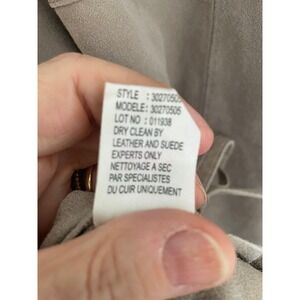 STYLE : 30270505
MODELE: 30270505
LOT NO : 011938
DRY CLEAN BY
LEATHER AND SUEDE
EXPERTS ONLY
NETTOYAGE A SEC
PAR SPECIALISTES
DU CUIR UNIQUEMENT